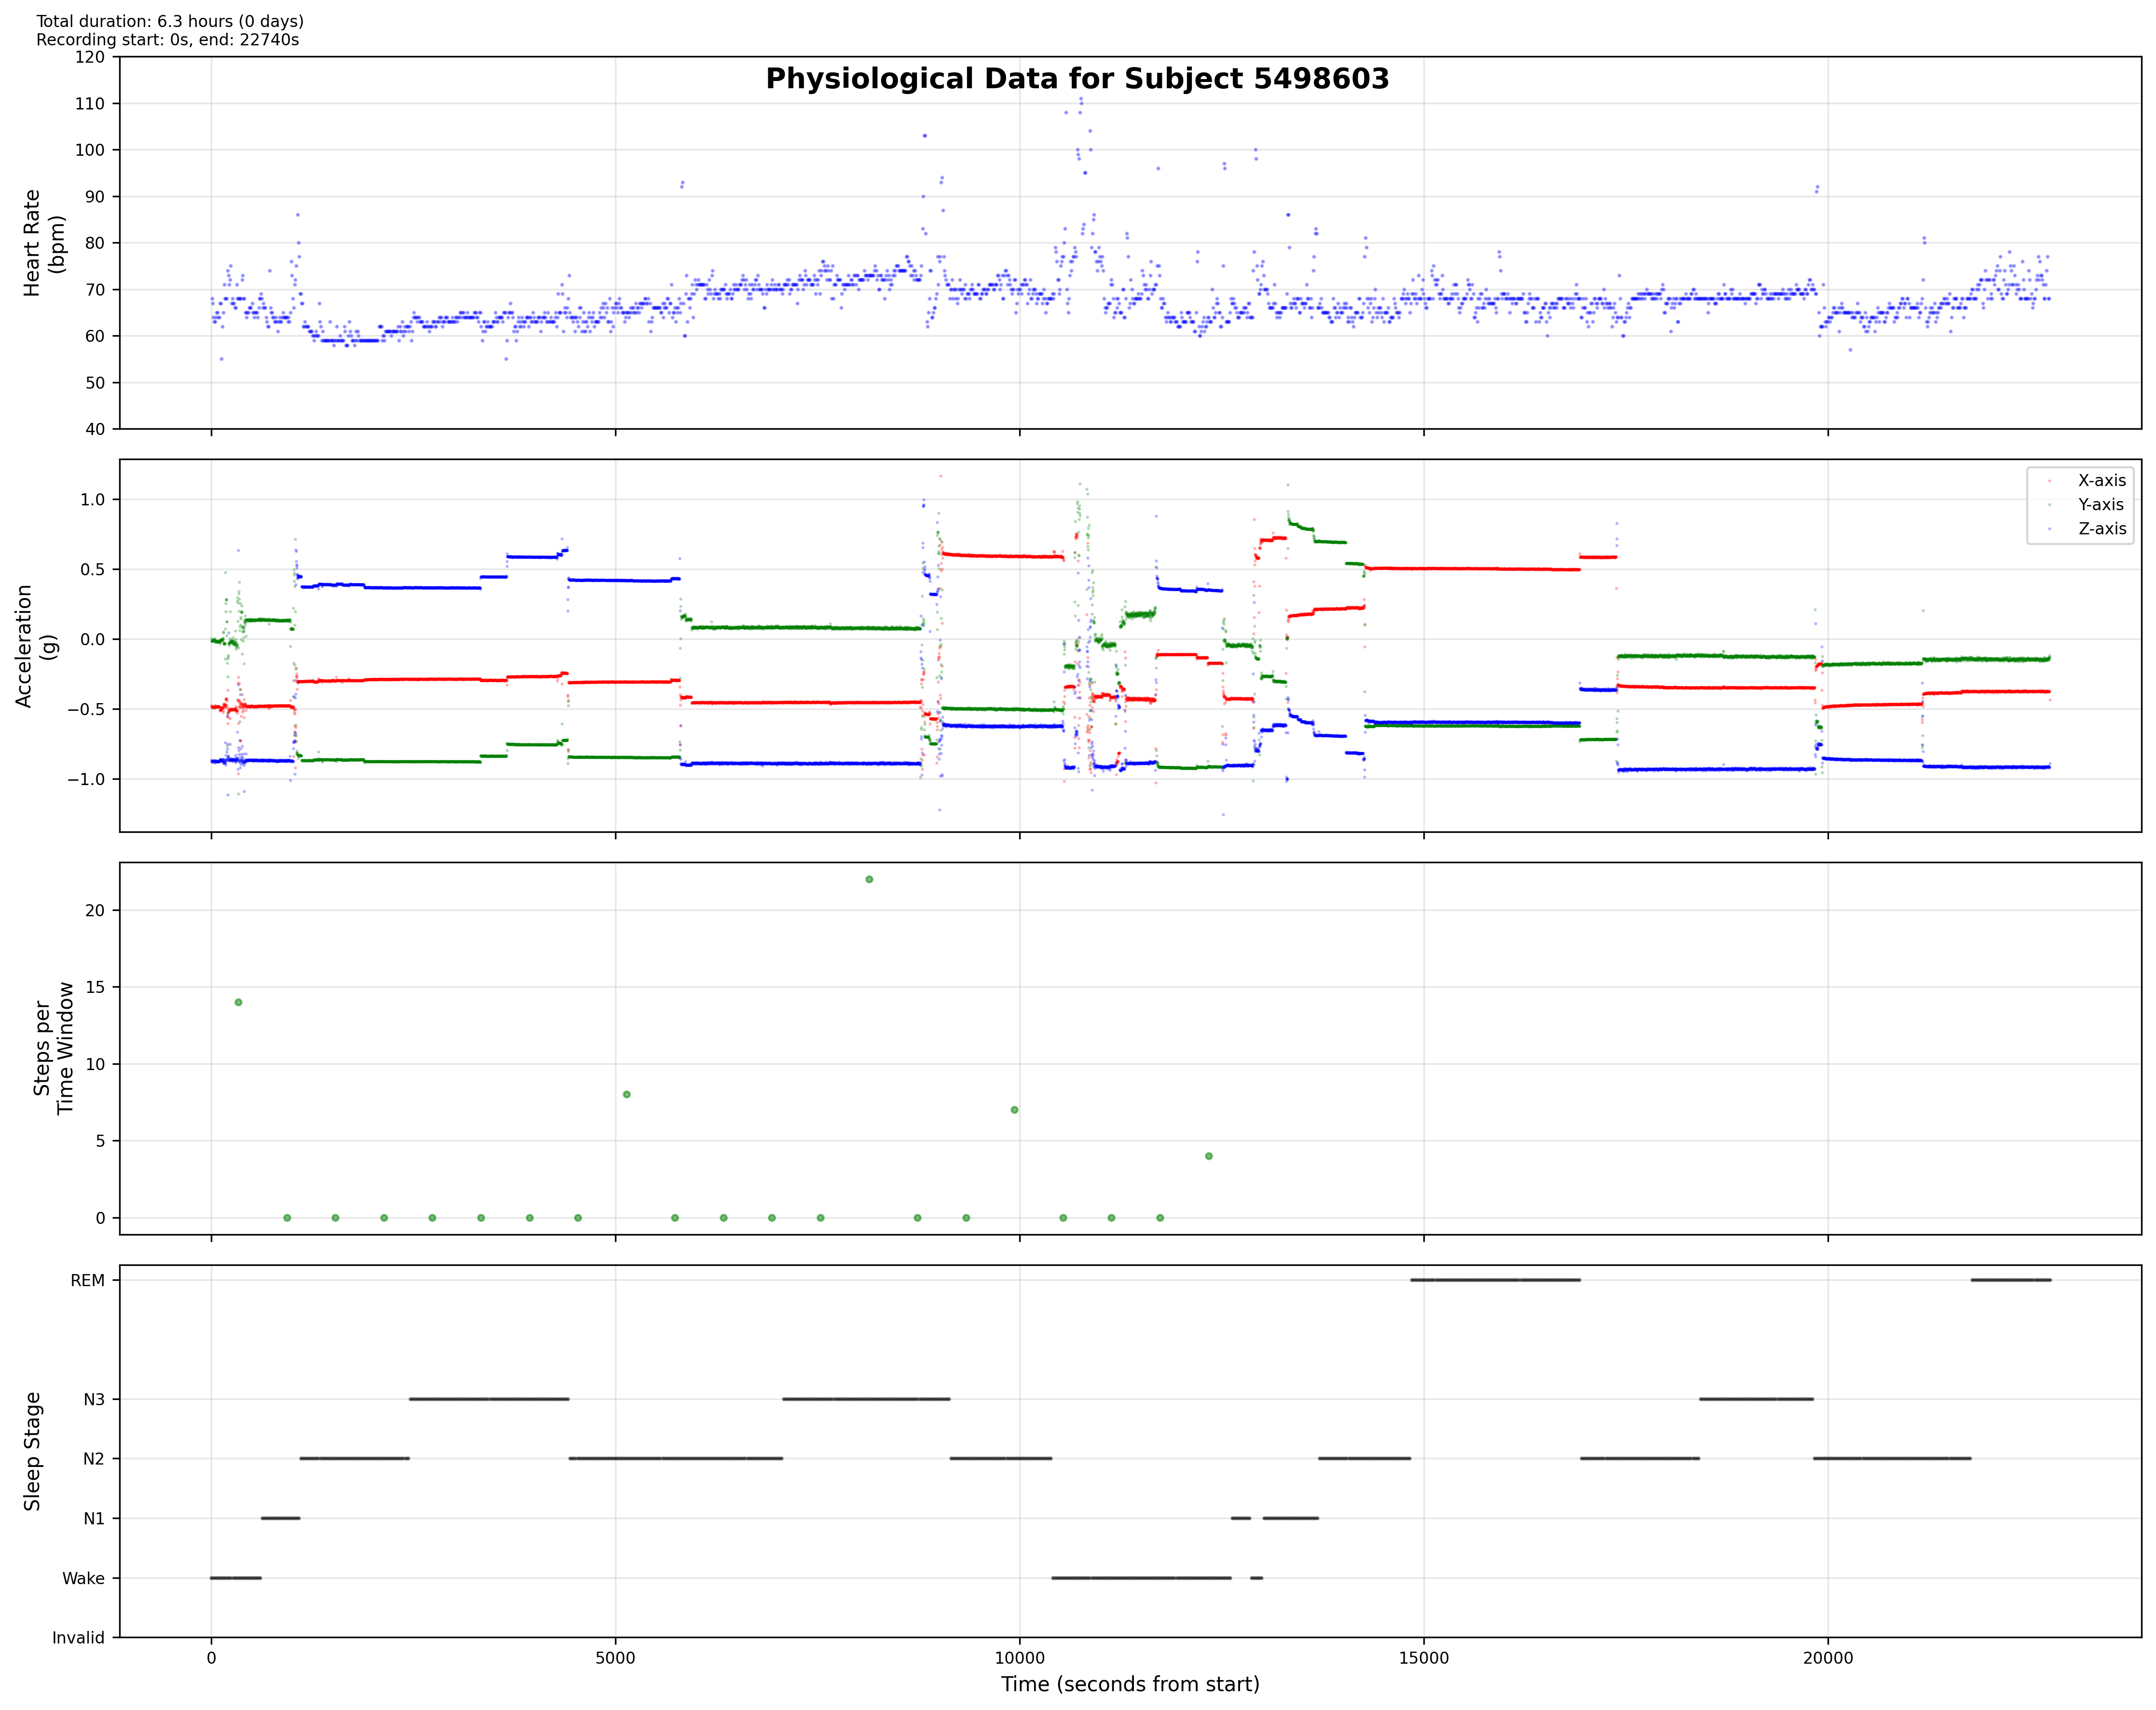 Total duration: 6.3 hours (0 days)
Recording start: 0s, end: 22740s
Physiological Data for Subject 5498603
120
110
100
90
80
70
60
50
40
Heart Rate
(bpm)
1.0
0.5
0.0
−0.5
−1.0
Acceleration
(g)
X-axis
Y-axis
Z-axis
20
15
10
5
0
Steps per
Time Window
REM
N3
N2
N1
Wake
Invalid
Sleep Stage
0
5000
10000
15000
20000
Time (seconds from start)